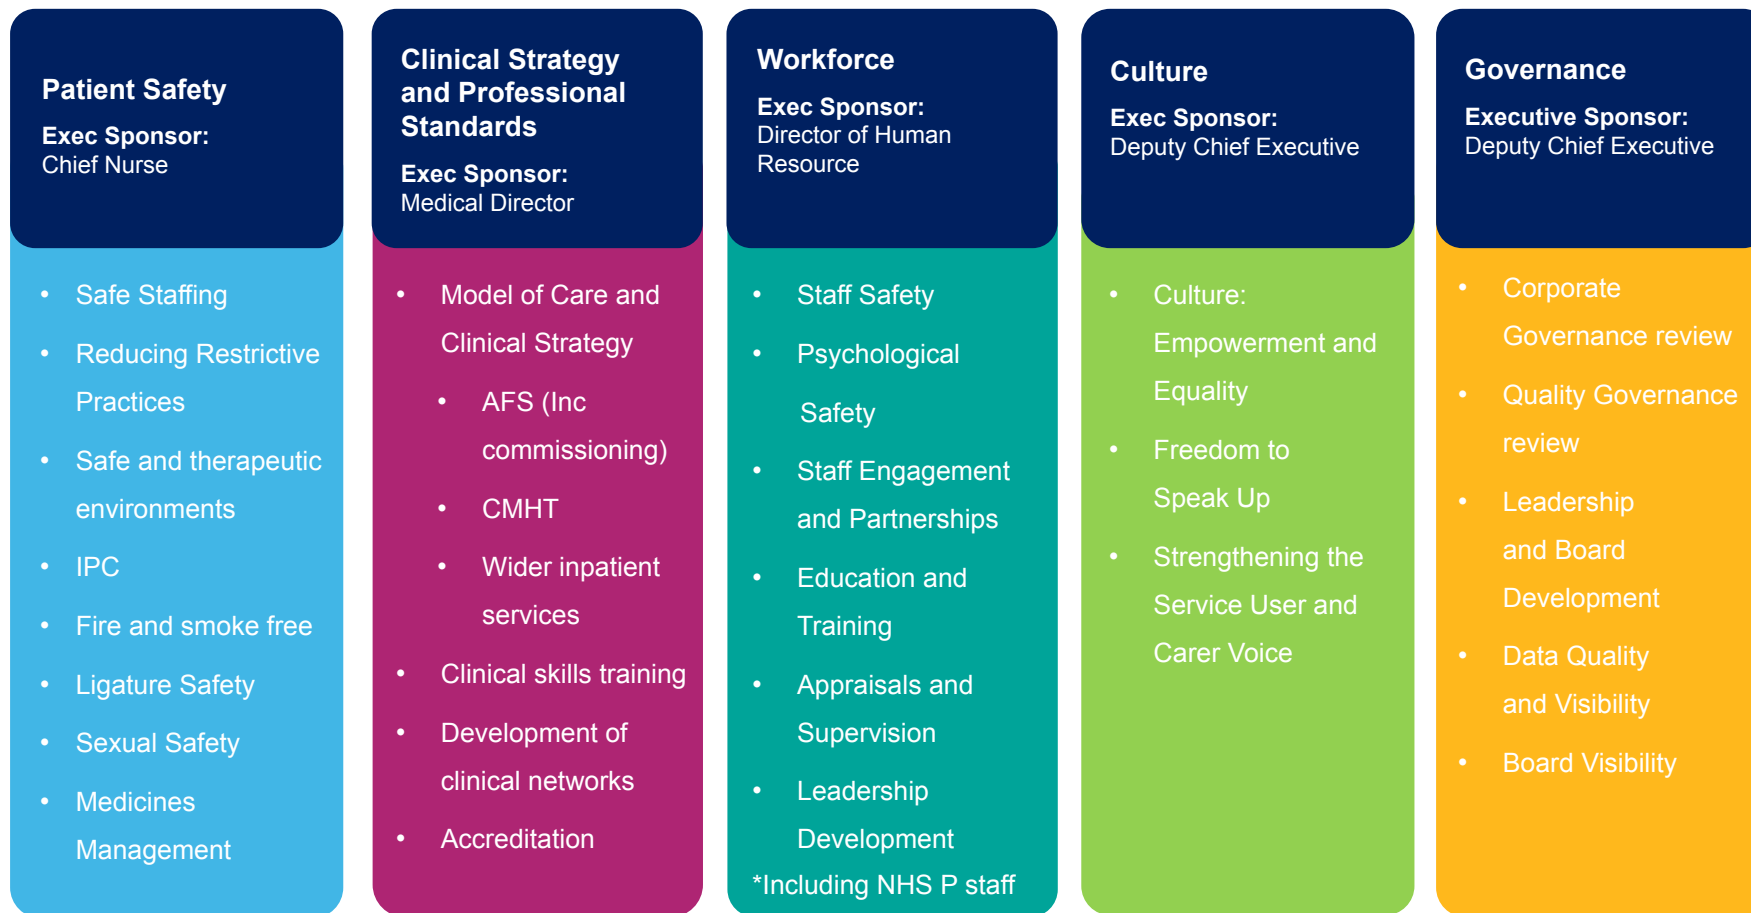 Patient Safety
Exec Sponsor:
Chief Nurse
• Safe Staffing
• Reducing Restrictive
Practices
• Safe and therapeutic
environments
• IPC
• Fire and smoke free
• Ligature Safety
• Sexual Safety
• Medicines
Management
Clinical Strategy
and Professional
Standards
Exec Sponsor:
Medical Director
• Model of Care and
Clinical Strategy
• AFS (Inc
commissioning)
• CMHT
• Wider inpatient
services
• Clinical skills training
• Development of
clinical networks
• Accreditation
Workforce
Exec Sponsor:
Director of Human
Resource
• Staff Safety
• Psychological
Safety
• Staff Engagement
and Partnerships
• Education and
Training
• Appraisals and
Supervision
• Leadership
Development
*Including NHS P staff
Culture
Exec Sponsor:
Deputy Chief Executive
• Culture:
Empowerment and
Equality
• Freedom to
Speak Up
• Strengthening the
Service User and
Carer Voice
Governance
Executive Sponsor:
Deputy Chief Executive
• Corporate
Governance review
• Quality Governance
review
• Leadership
and Board
Development
• Data Quality
and Visibility
• Board Visibility